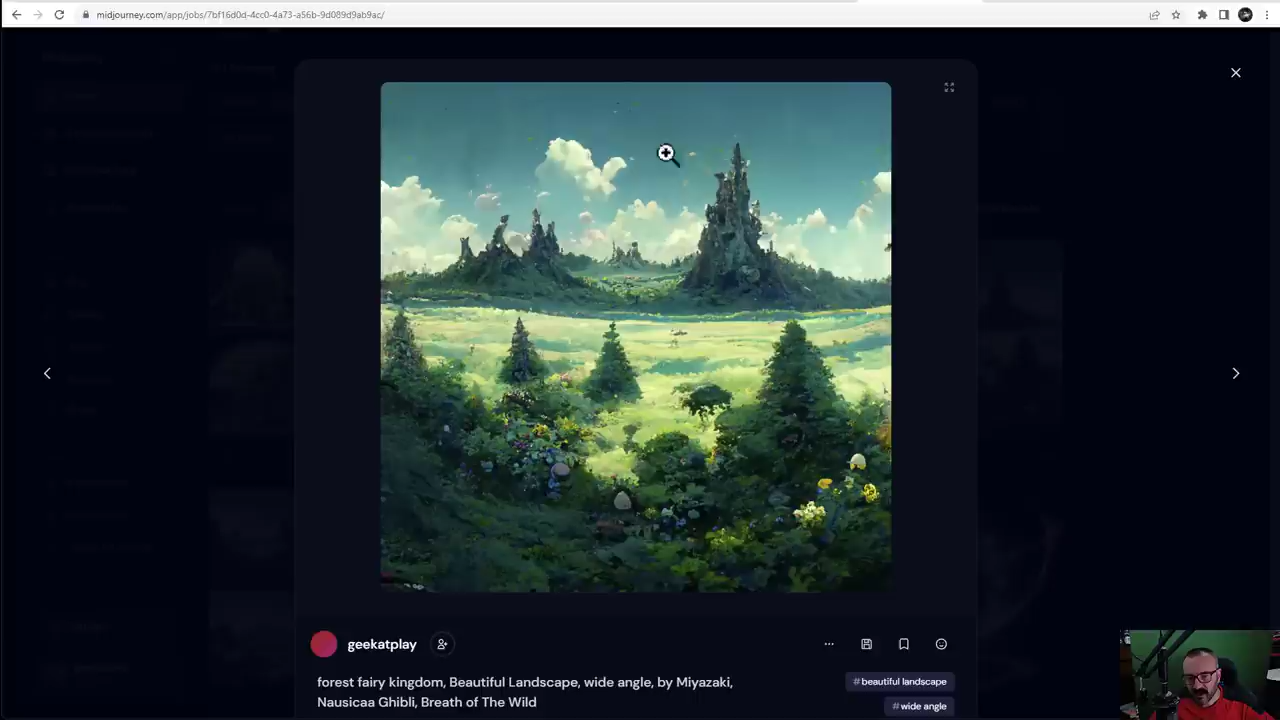 midjourney.com/app/jobs/7bf16d0d-4cc0-4a73-a56b-9d089d9ab9ac/
geekatplay
forest fairy kingdom, Beautiful Landscape, wide angle, by Miyazaki,
Nausicaa Ghibli, Breath of The Wild
#beautiful landscape
#wide angle